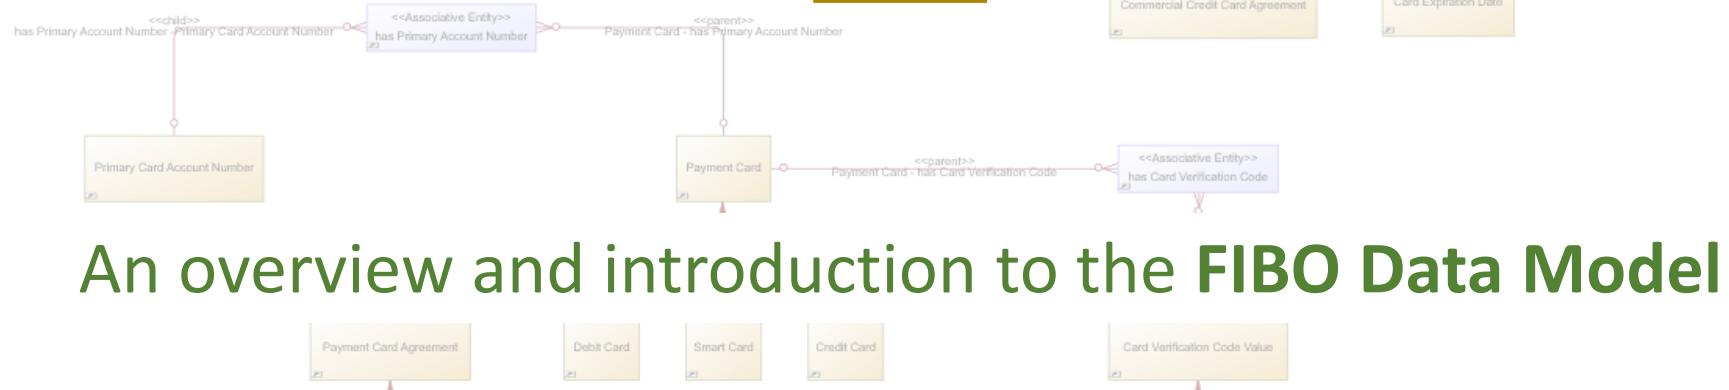 Commercial Credit Card Agreement
Card Expiration Date
<<child>>
has Primary Account Number - Primary Card Account Number
<<Associative Entity>>
has Primary Account Number
<<parent>>
Payment Card - has Primary Account Number
Primary Card Account Number
Payment Card
<<parent>>
Payment Card - has Card Verification Code
<<Associative Entity>>
has Card Verification Code
An overview and introduction to the FIBO Data Model
Payment Card Agreement
Debit Card
Smart Card
Credit Card
Card Verification Code Value